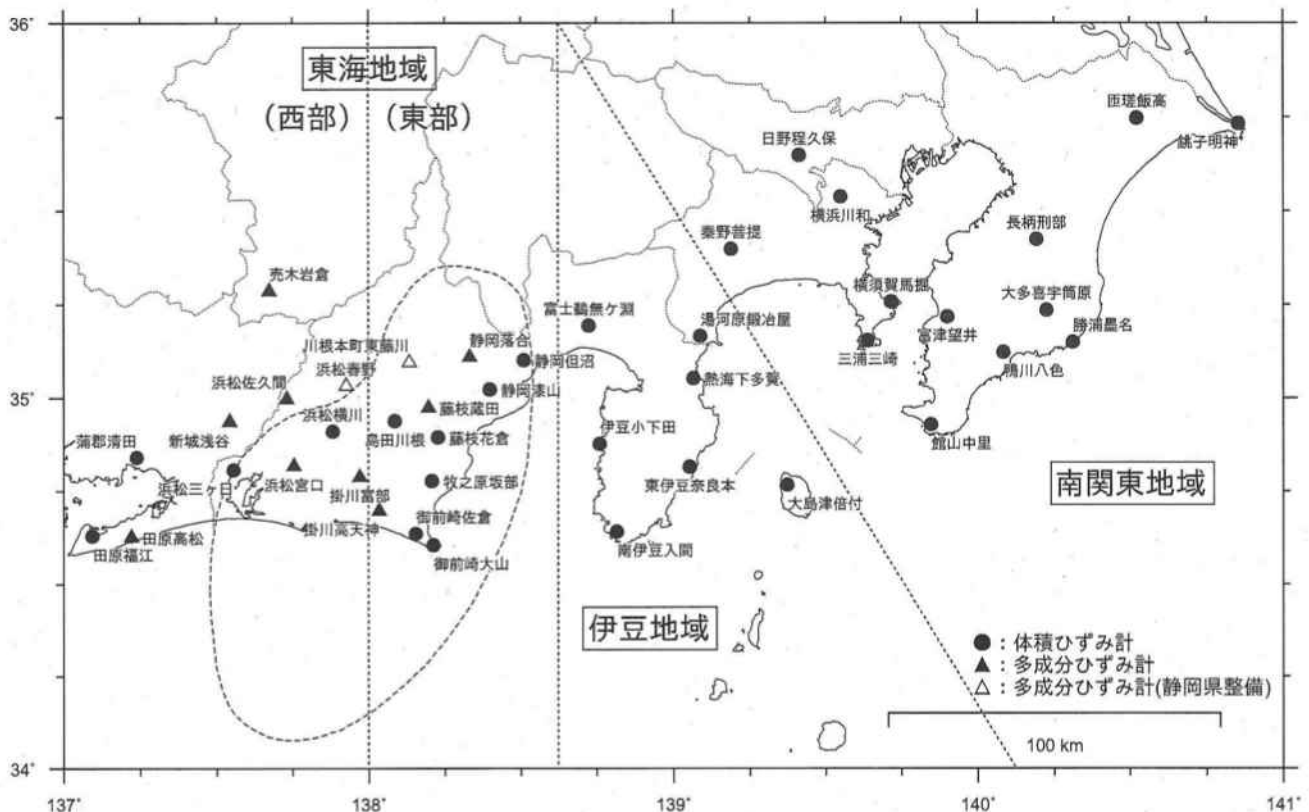 36°
東海地域
(西部)
(東部)
匝瑳飯高
銚子明神
日野程久保
横浜川和
長柄刑部
秦野菩提
売木岩倉
横須賀馬堀
大多喜宇筒原
富士鵜無ケ淵
湯河原鍛冶屋
勝浦墨名
富津望井
川根本町東藤川
静岡落合
静岡但沼
三浦三崎
鴨川八色
浜松春野
浜松佐久間
静岡漆山
熱海下多賀
35°
浜松横川
藤枝蔵田
新城浅谷
島田川根
藤枝花倉
伊豆小下田
館山中里
蒲郡清田
浜松三ヶ日
浜松宮口
掛川富部
牧之原坂部
東伊豆奈良本
大島津倍付
南関東地域
掛川高天神
御前崎佐倉
田原福江
田原高松
御前崎大山
南伊豆入間
伊豆地域
●:体積ひずみ計
▲:多成分ひずみ計
△:多成分ひずみ計(静岡県整備)
100 km
34°
137°
138°
139°
140°
141°